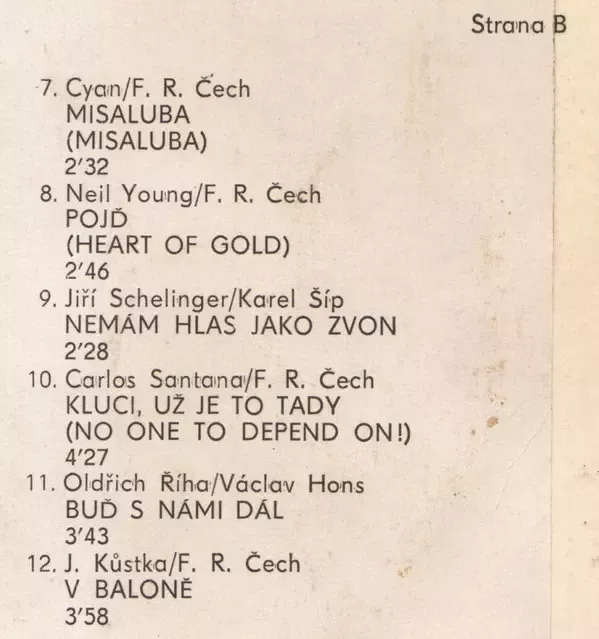 Strana B
7. Cyan/F. R. Čech
MISALUBA
(MISALUBA)
2'32
8. Neil Young/F. R. Čech
POJĎ
(HEART OF GOLD)
2'46
9. Jiří Schelinger/Karel Šíp
NEMÁM HLAS JAKO ZVON
2'28
10. Carlos Santana/F. R. Čech
KLUCI, UŽ JE TO TADY
(NO ONE TO DEPEND ON!)
4'27
11. Oldřich Říha/Václav Hons
BUĎ S NÁMI DÁL
3'43
12. J. Kůstka/F. R. Čech
V BALONĚ
3'58